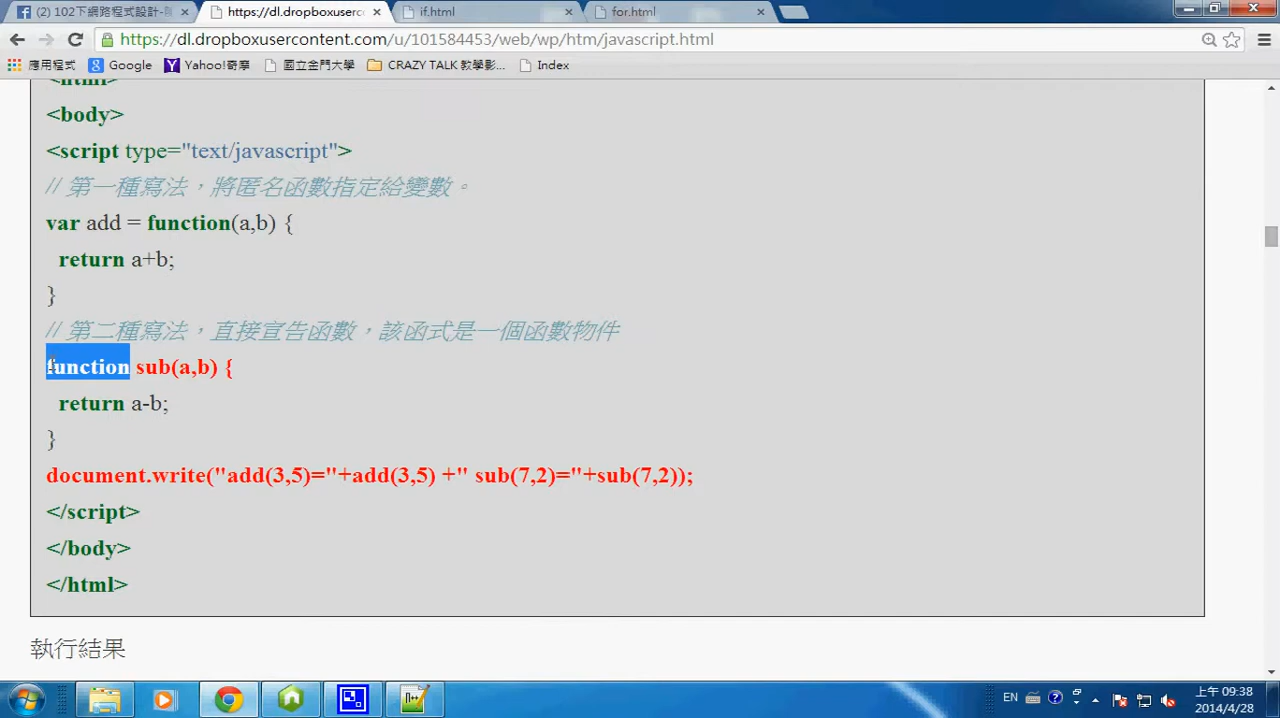 (2) 102下網路程式設計-
https://dl.dropboxuserc
if.html
for.html
https://dl.dropboxusercontent.com/u/101584453/web/wp/htm/javascript.html
應用程式
Google
Yahoo!奇摩
國立金門大學
CRAZY TALK 教學影...
Index
<html>
<body>
<script type="text/javascript">
// 第一種寫法，將匿名函數指定給變數。
var add = function(a,b) {
return a+b;
}
// 第二種寫法，直接宣告函數，該函式是一個函數物件
function sub(a,b) {
return a-b;
}
document.write("add(3,5)="+add(3,5) +" sub(7,2)="+sub(7,2));
</script>
</body>
</html>
執行結果
EN
上午 09:38
2014/4/28